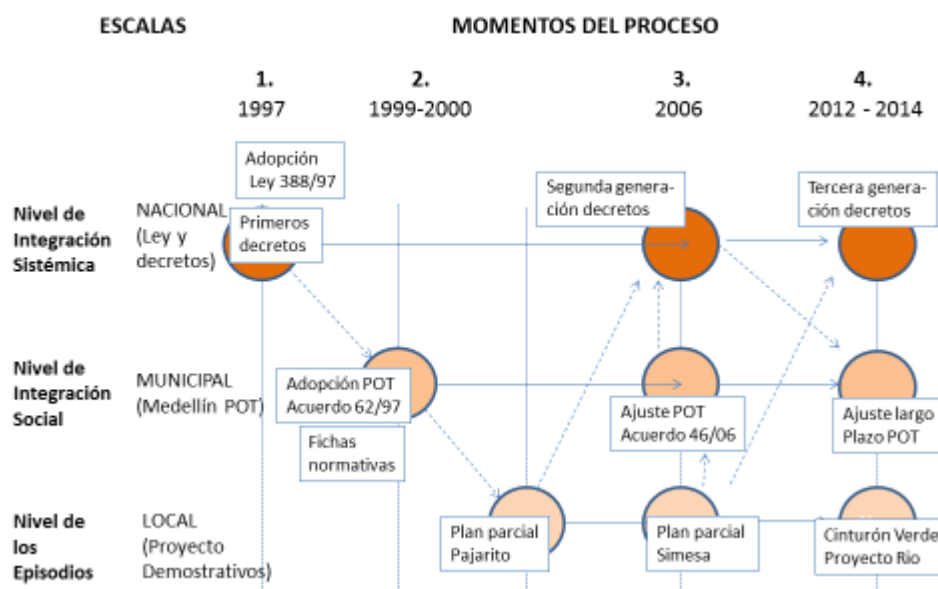 ESCALAS
MOMENTOS DEL PROCESO
1.
1997
2.
1999-2000
3.
2006
4.
2012 - 2014
Adopción
Ley 388/97
Nivel de
Integración
Sistémica
NACIONAL
(Ley y
decretos)
Primeros
decretos
Segunda genera-
ción decretos
Tercera genera-
ción decretos
Nivel de
Integración
Social
MUNICIPAL
(Medellín POT)
Adopción POT
Acuerdo 62/97
Fichas
normativas
Ajuste POT
Acuerdo 46/06
Ajuste largo
Plazo POT
Nivel de
los
Episodios
LOCAL
(Proyecto
Demostrativos)
Plan parcial
Pajarito
Plan parcial
Simesa
Cinturón Verde
Proyecto Rio